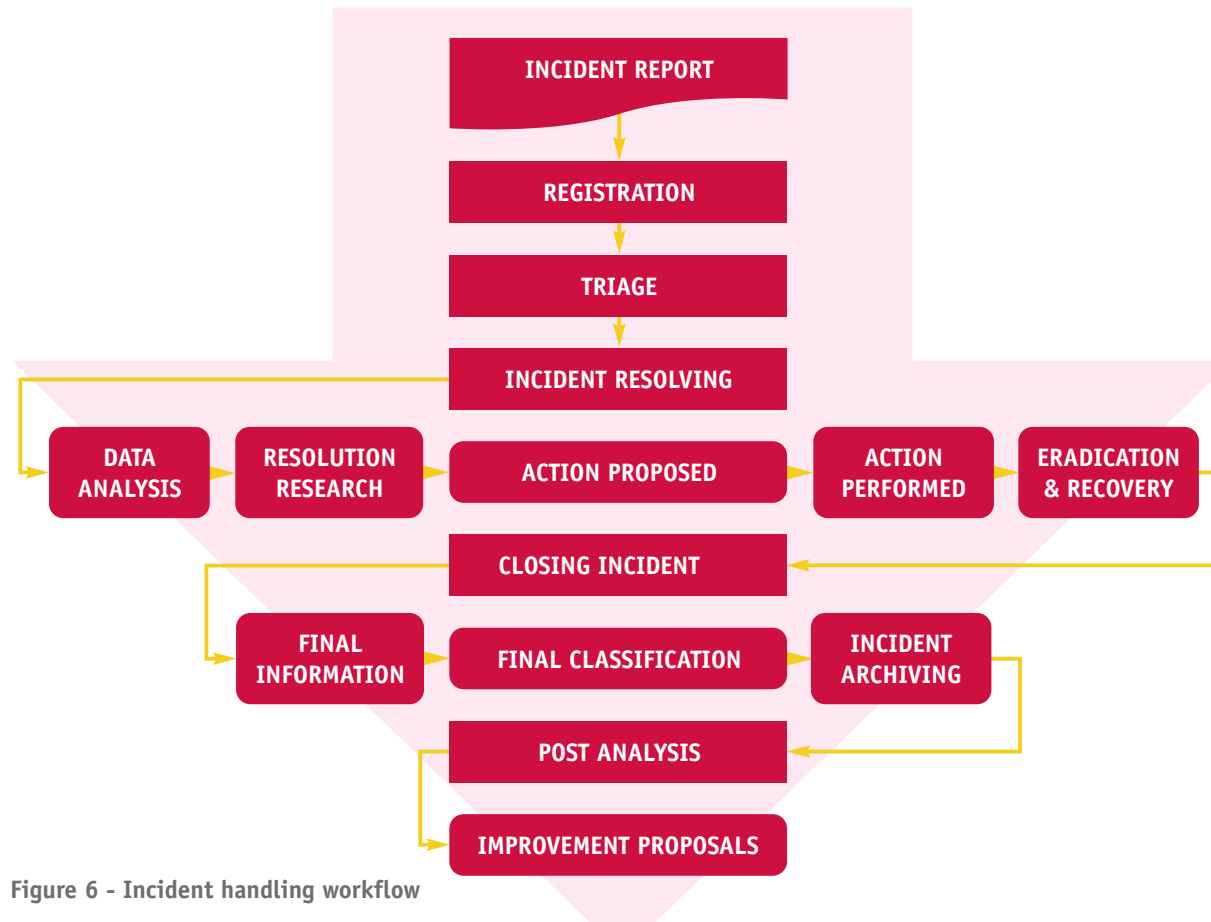 INCIDENT REPORT
REGISTRATION
TRIAGE
INCIDENT RESOLVING
DATA
ANALYSIS
RESOLUTION
RESEARCH
ACTION PROPOSED
ACTION
PERFORMED
ERADICATION
& RECOVERY
CLOSING INCIDENT
FINAL
INFORMATION
FINAL CLASSIFICATION
INCIDENT
ARCHIVING
POST ANALYSIS
IMPROVEMENT PROPOSALS
Figure 6 - Incident handling workflow